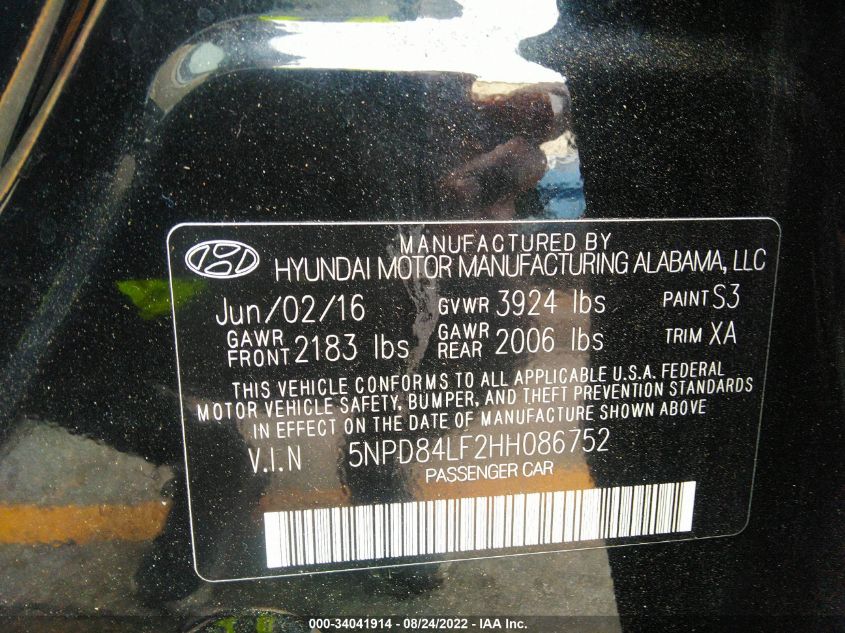 MANUFACTURED BY
HYUNDAI MOTOR MANUFACTURING ALABAMA, LLC
Jun/02/16 GVWR 3924 lbs PAINT S3
GAWR FRONT 2183 lbs GAWR REAR 2006 lbs TRIM XA
THIS VEHICLE CONFORMS TO ALL APPLICABLE U.S.A. FEDERAL
MOTOR VEHICLE SAFETY, BUMPER, AND THEFT PREVENTION STANDARDS
IN EFFECT ON THE DATE OF MANUFACTURE SHOWN ABOVE
V.I.N 5NPD84LF2HH086752
PASSENGER CAR
000-34041914 - 08/24/2022 - IAA Inc.